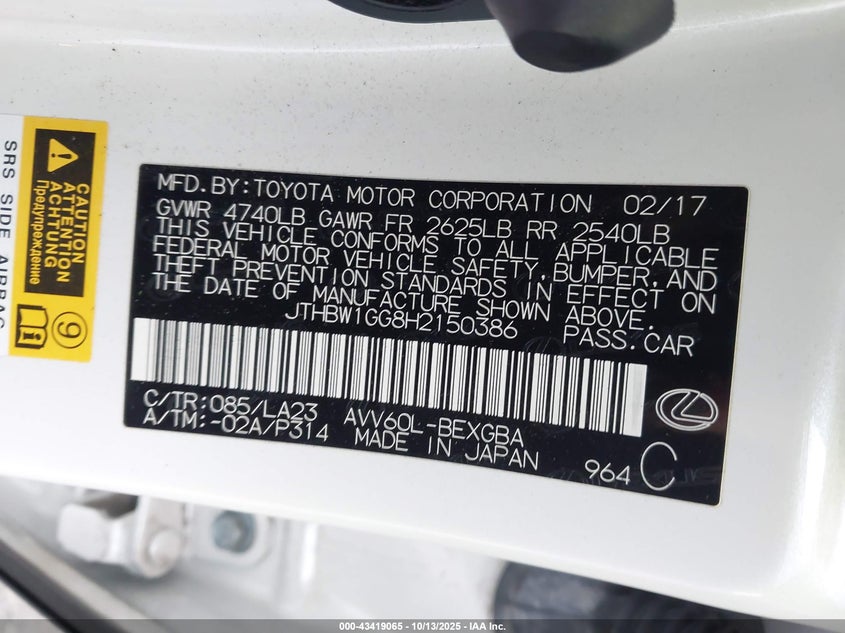 CAUTION
ATTENTION
ACHTUNG
Предупреждение
SRS SIDE AIRBAG
i
9
MFD.BY:TOYOTA MOTOR CORPORATION 02/17
GVWR 4740LB GAWR FR 2625LB RR 2540LB
THIS VEHICLE CONFORMS TO ALL APPLICABLE
FEDERAL MOTOR VEHICLE SAFETY,BUMPER,AND
THEFT PREVENTION STANDARDS IN EFFECT ON
THE DATE OF MANUFACTURE SHOWN ABOVE.
JTHBW1GG8H2150386 PASS.CAR
C/TR:085/LA23 AVV60L-BEXGBA
A/TM:-02A/P314 MADE IN JAPAN 964 C
000-43419065 - 10/13/2025 - IAA Inc.